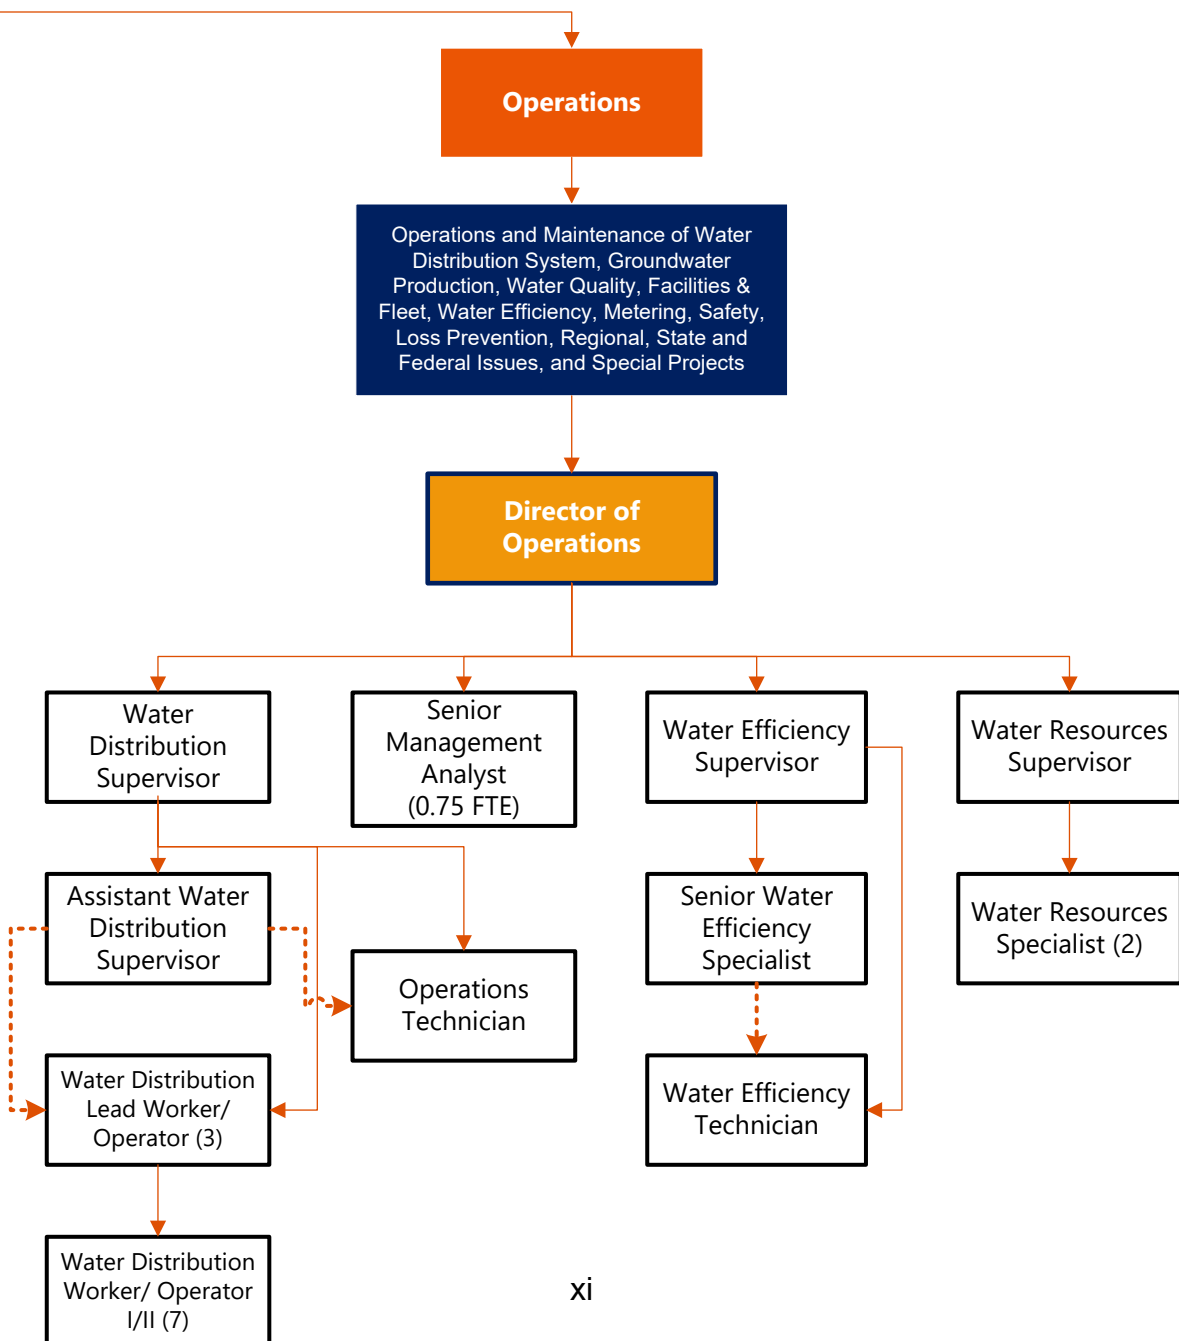 Operations
Operations and Maintenance of Water
Distribution System, Groundwater
Production, Water Quality, Facilities &
Fleet, Water Efficiency, Metering, Safety,
Loss Prevention, Regional, State and
Federal Issues, and Special Projects
Director of
Operations
Water
Distribution
Supervisor
Senior
Management
Analyst
(0.75 FTE)
Water Efficiency
Supervisor
Water Resources
Supervisor
Assistant Water
Distribution
Supervisor
Operations
Technician
Senior Water
Efficiency
Specialist
Water Resources
Specialist (2)
Water Distribution
Lead Worker/
Operator (3)
Water Efficiency
Technician
Water Distribution
Worker/ Operator
I/II (7)
xi